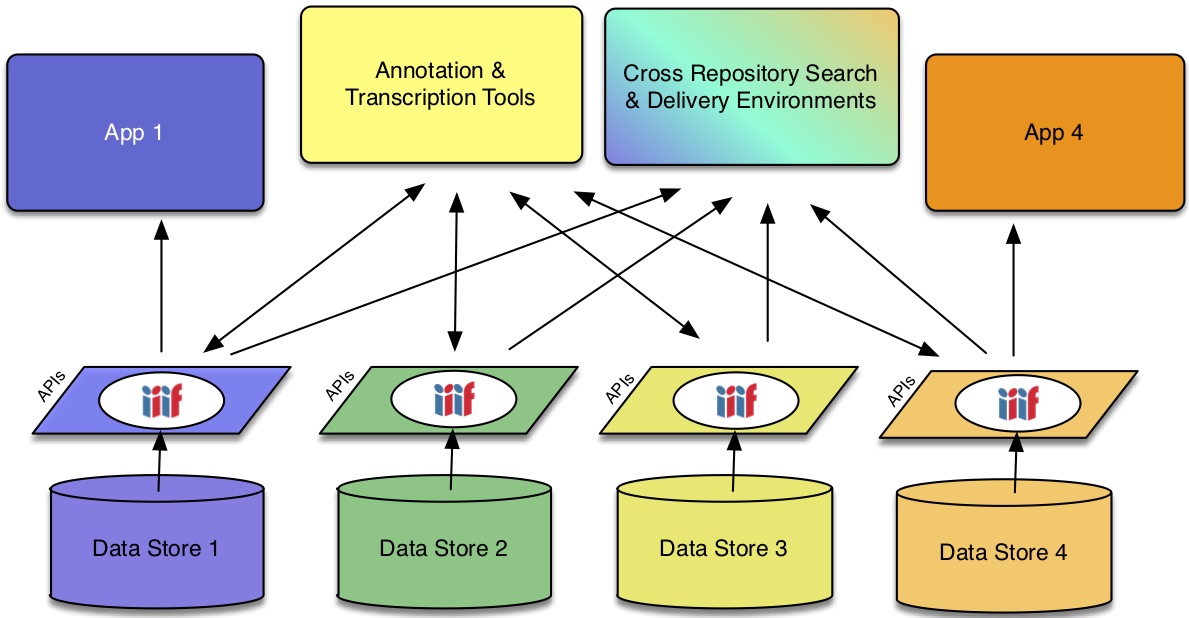 App 1
Annotation &
Transcription Tools
Cross Repository Search
& Delivery Environments
App 4
APIs
iiif
APIs
iiif
APIs
iiif
APIs
iiif
Data Store 1
Data Store 2
Data Store 3
Data Store 4